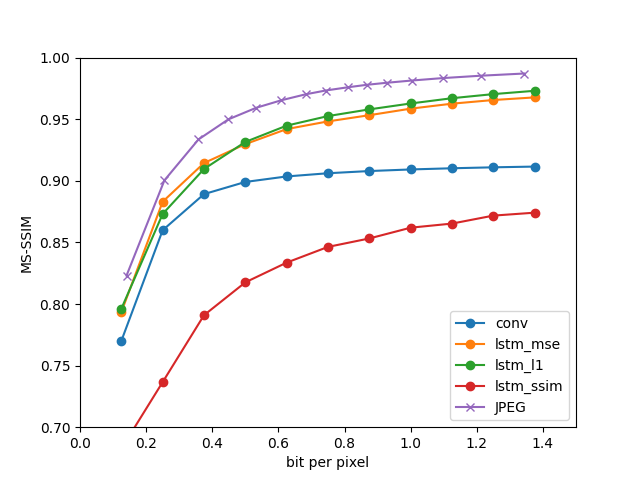 1.00
0.95
0.90
0.85
0.80
0.75
0.70
MS-SSIM
0.0 0.2 0.4 0.6 0.8 1.0 1.2 1.4
bit per pixel
conv
lstm_mse
lstm_l1
lstm_ssim
JPEG